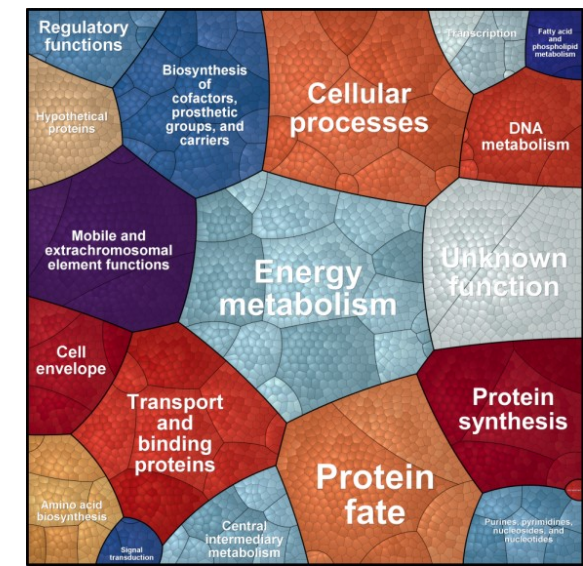 Regulatory
functions
Biosynthesis
of
cofactors,
prosthetic
groups, and
carriers
Cellular
processes
Transcription
Fatty acid
and
phospholipid
metabolism
Hypothetical
proteins
DNA
metabolism
Mobile and
extrachromosomal
element functions
Energy
metabolism
Unknown
function
Cell
envelope
Transport
and
binding
proteins
Protein
synthesis
Protein
fate
Amino acid
biosynthesis
Signal
transduction
Central
intermediary
metabolism
Purines, pyrimidines,
nucleosides, and
nucleotides